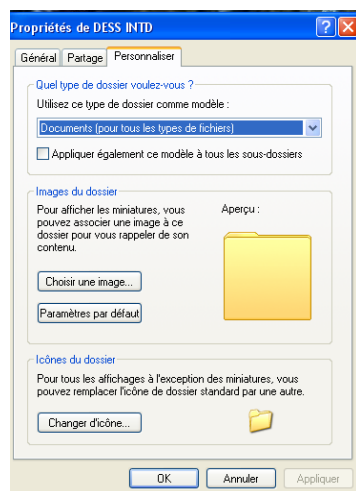 Propriétés de DESS INTD
Général Partage Personnaliser
Quel type de dossier voulez-vous ?
Utilisez ce type de dossier comme modèle :
Documents (pour tous les types de fichiers)
Appliquer également ce modèle à tous les sous-dossiers
Images du dossier
Pour afficher les miniatures, vous
pouvez associer une image à ce
dossier pour vous rappeler de son
contenu.
Aperçu :
Choisir une image...
Paramètres par défaut
Icônes du dossier
Pour tous les affichages à l'exception des miniatures, vous
pouvez remplacer l'icône de dossier standard par une autre.
Changer d'icône...
OK Annuler Appliquer